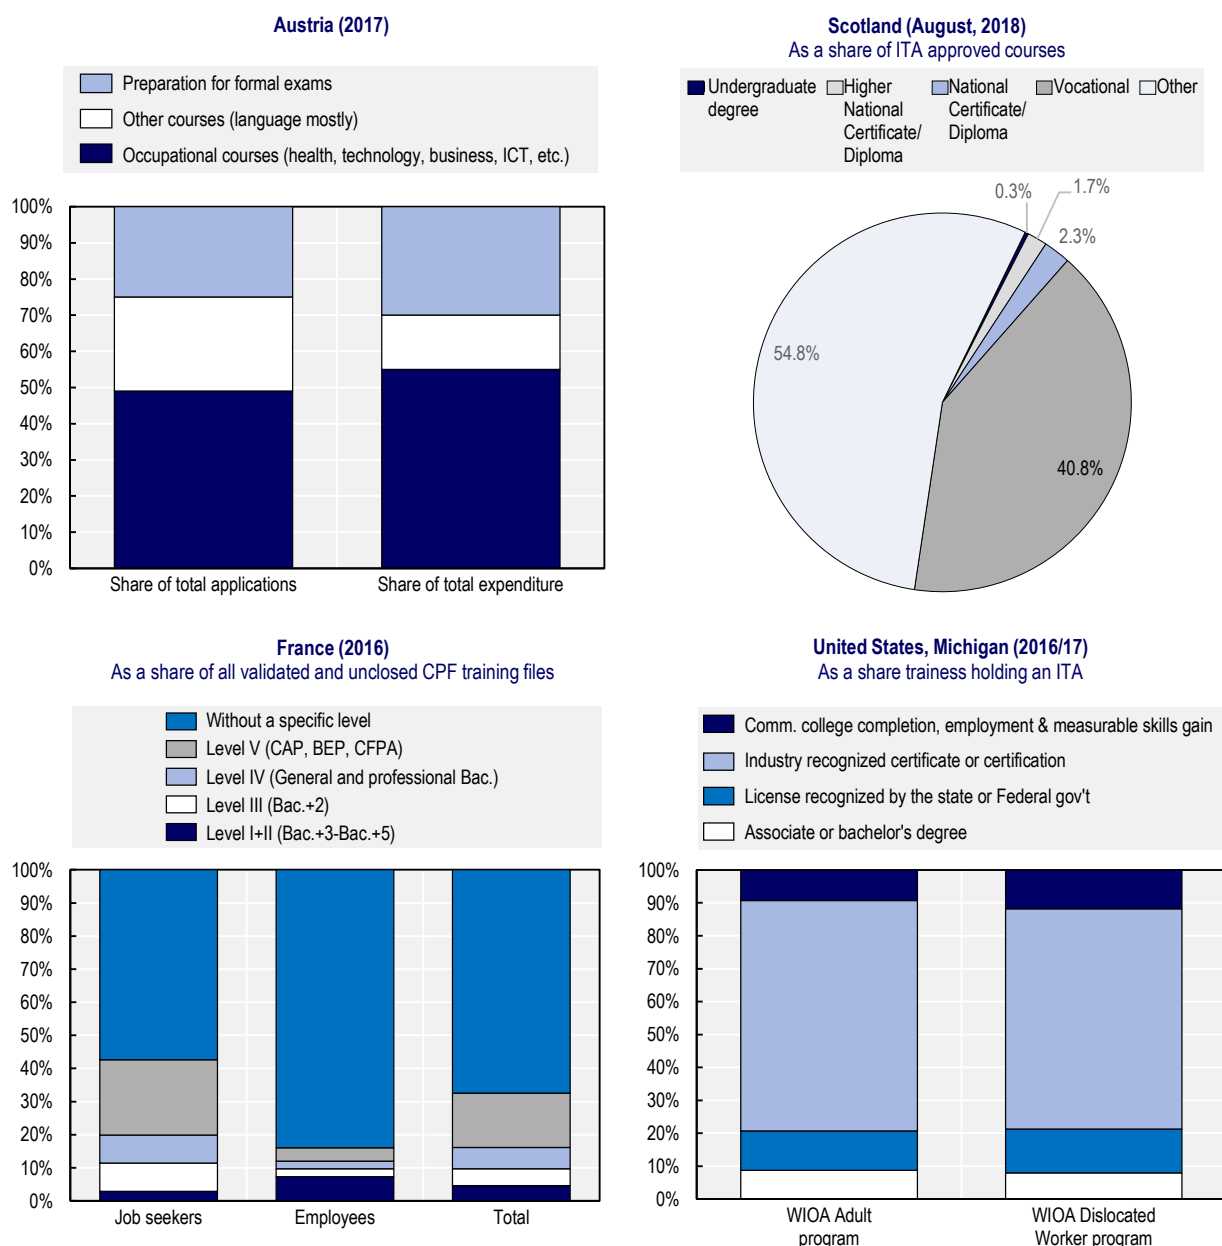 Austria (2017)
Preparation for formal exams
Other courses (language mostly)
Occupational courses (health, technology, business, ICT, etc.)
100%
90%
80%
70%
60%
50%
40%
30%
20%
10%
0%
Share of total applications
Share of total expenditure
Scotland (August, 2018)
As a share of ITA approved courses
Undergraduate
degree
Higher
National
Certificate/
Diploma
National
Certificate/
Diploma
Vocational
Other
0.3%
1.7%
2.3%
54.8%
40.8%
France (2016)
As a share of all validated and unclosed CPF training files
Without a specific level
Level V (CAP, BEP, CFPA)
Level IV (General and professional Bac.)
Level III (Bac.+2)
Level I+II (Bac.+3-Bac.+5)
100%
90%
80%
70%
60%
50%
40%
30%
20%
10%
0%
Job seekers
Employees
Total
United States, Michigan (2016/17)
As a share trainess holding an ITA
Comm. college completion, employment & measurable skills gain
Industry recognized certificate or certification
License recognized by the state or Federal gov't
Associate or bachelor's degree
100%
90%
80%
70%
60%
50%
40%
30%
20%
10%
0%
WIOA Adult
program
WIOA Dislocated
Worker program